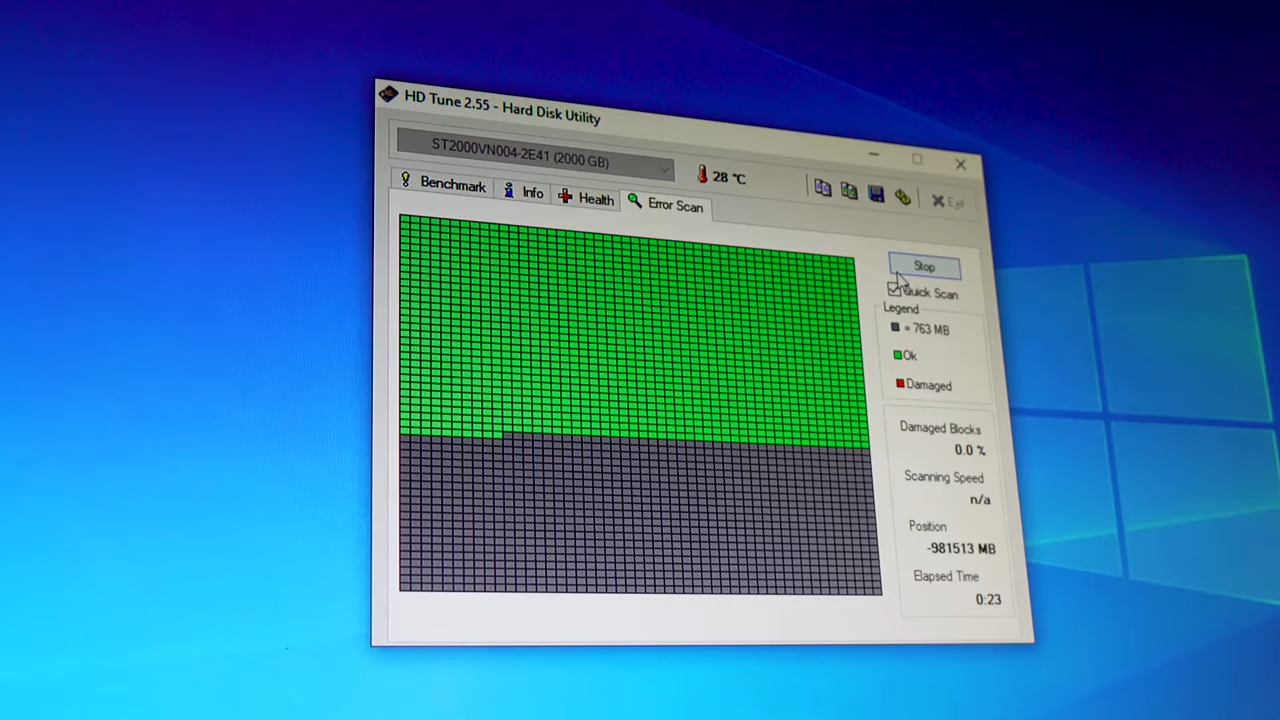 HD Tune 2.55 - Hard Disk Utility
ST2000VN004-2E41 (2000 GB)
28 °C
Exit
Benchmark
Info
Health
Error Scan
Stop
Quick Scan
Legend
= 763 MB
Ok
Damaged
Damaged Blocks
0.0 %
Scanning Speed
n/a
Position
-981513 MB
Elapsed Time
0:23